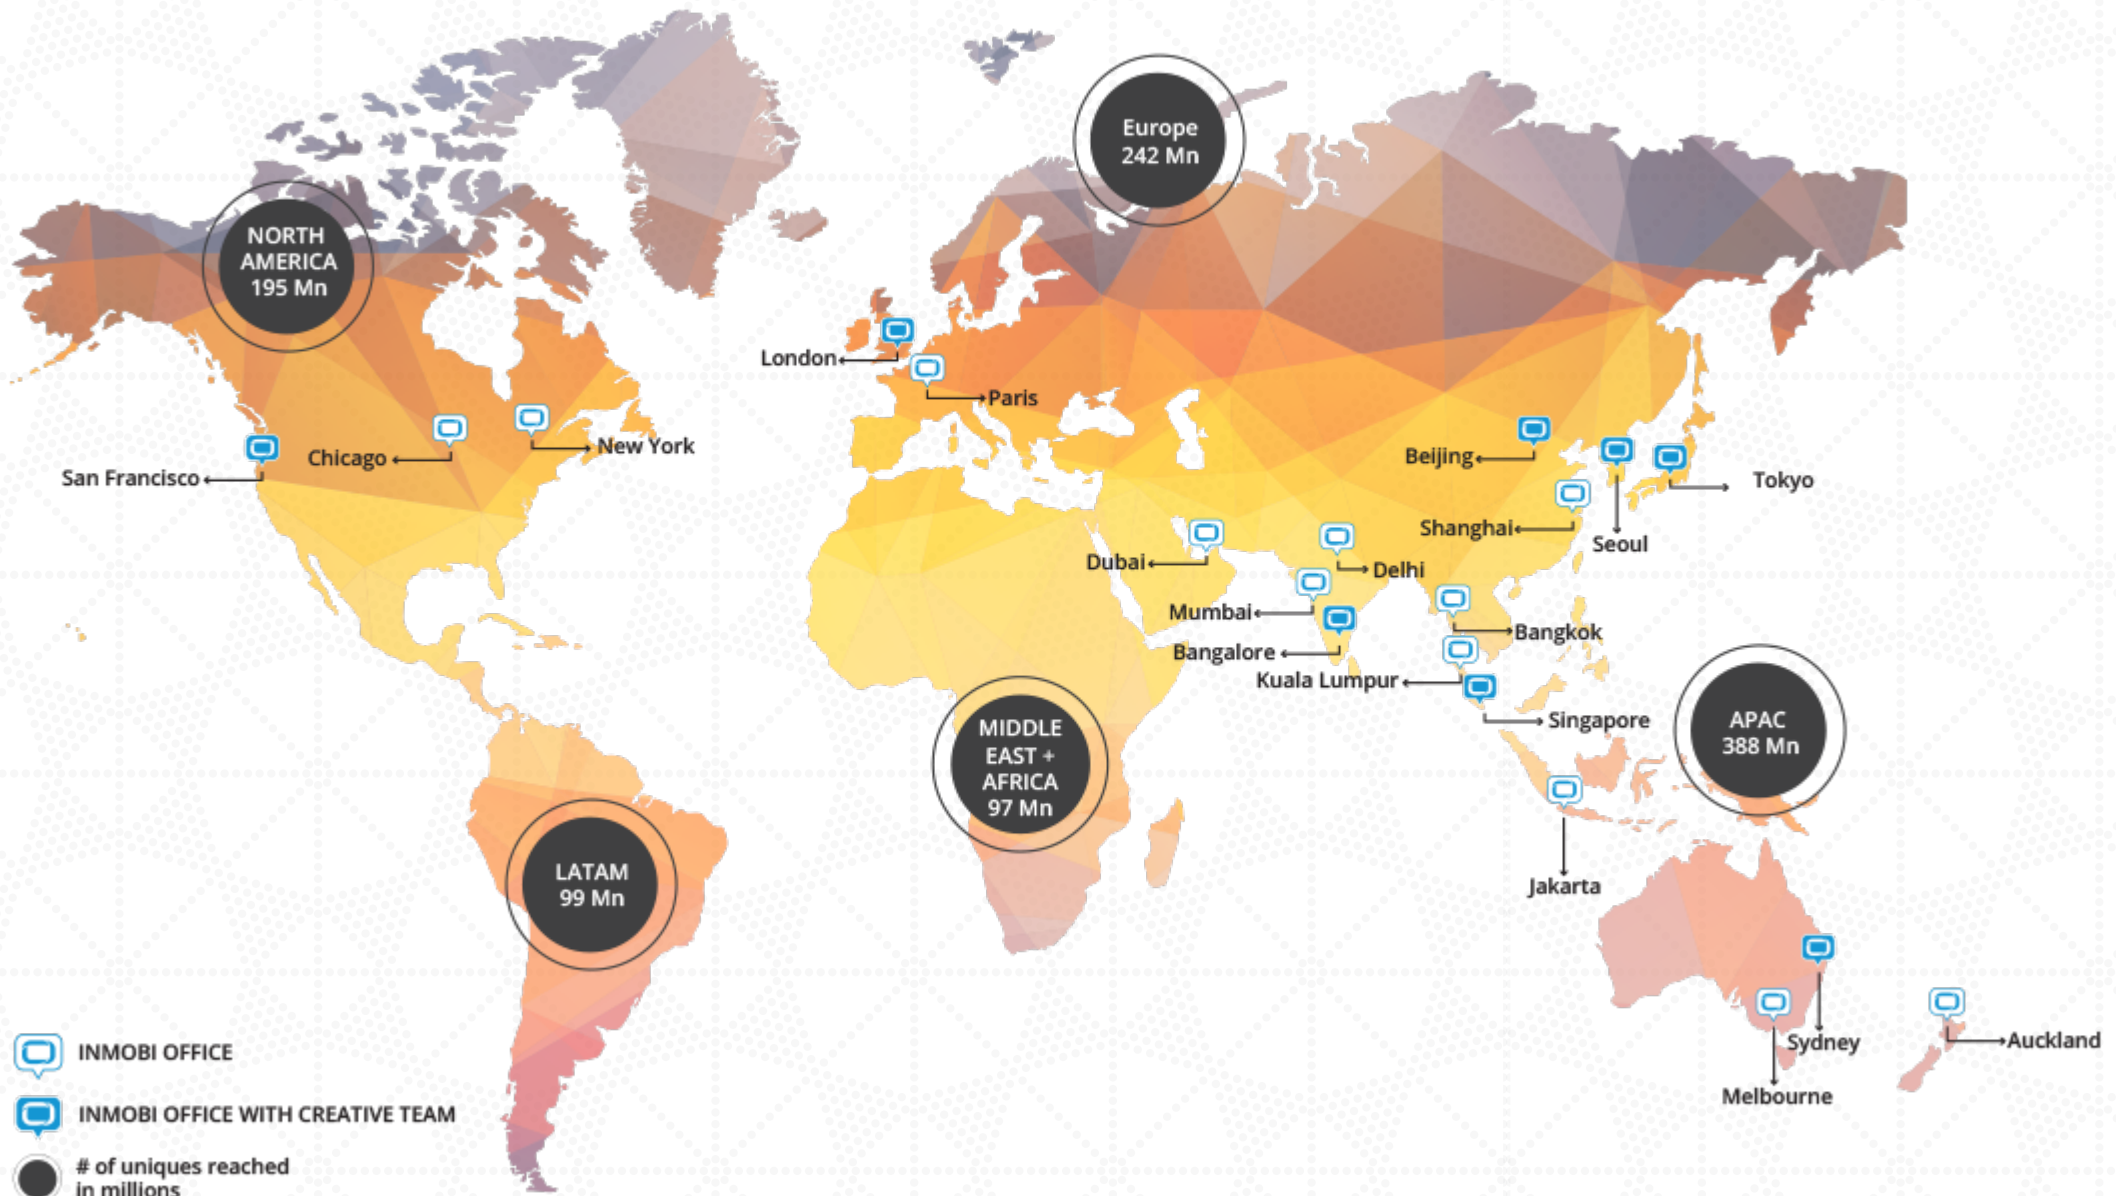 Europe
242 Mn
NORTH
AMERICA
195 Mn
London
Paris
New York
Chicago
San Francisco
Beijing
Tokyo
Shanghai
Seoul
Dubai
Delhi
Mumbai
Bangkok
Bangalore
Kuala Lumpur
Singapore
MIDDLE
EAST +
AFRICA
97 Mn
APAC
388 Mn
LATAM
99 Mn
Jakarta
Sydney
Auckland
Melbourne
INMOBI OFFICE
INMOBI OFFICE WITH CREATIVE TEAM
# of uniques reached
in millions